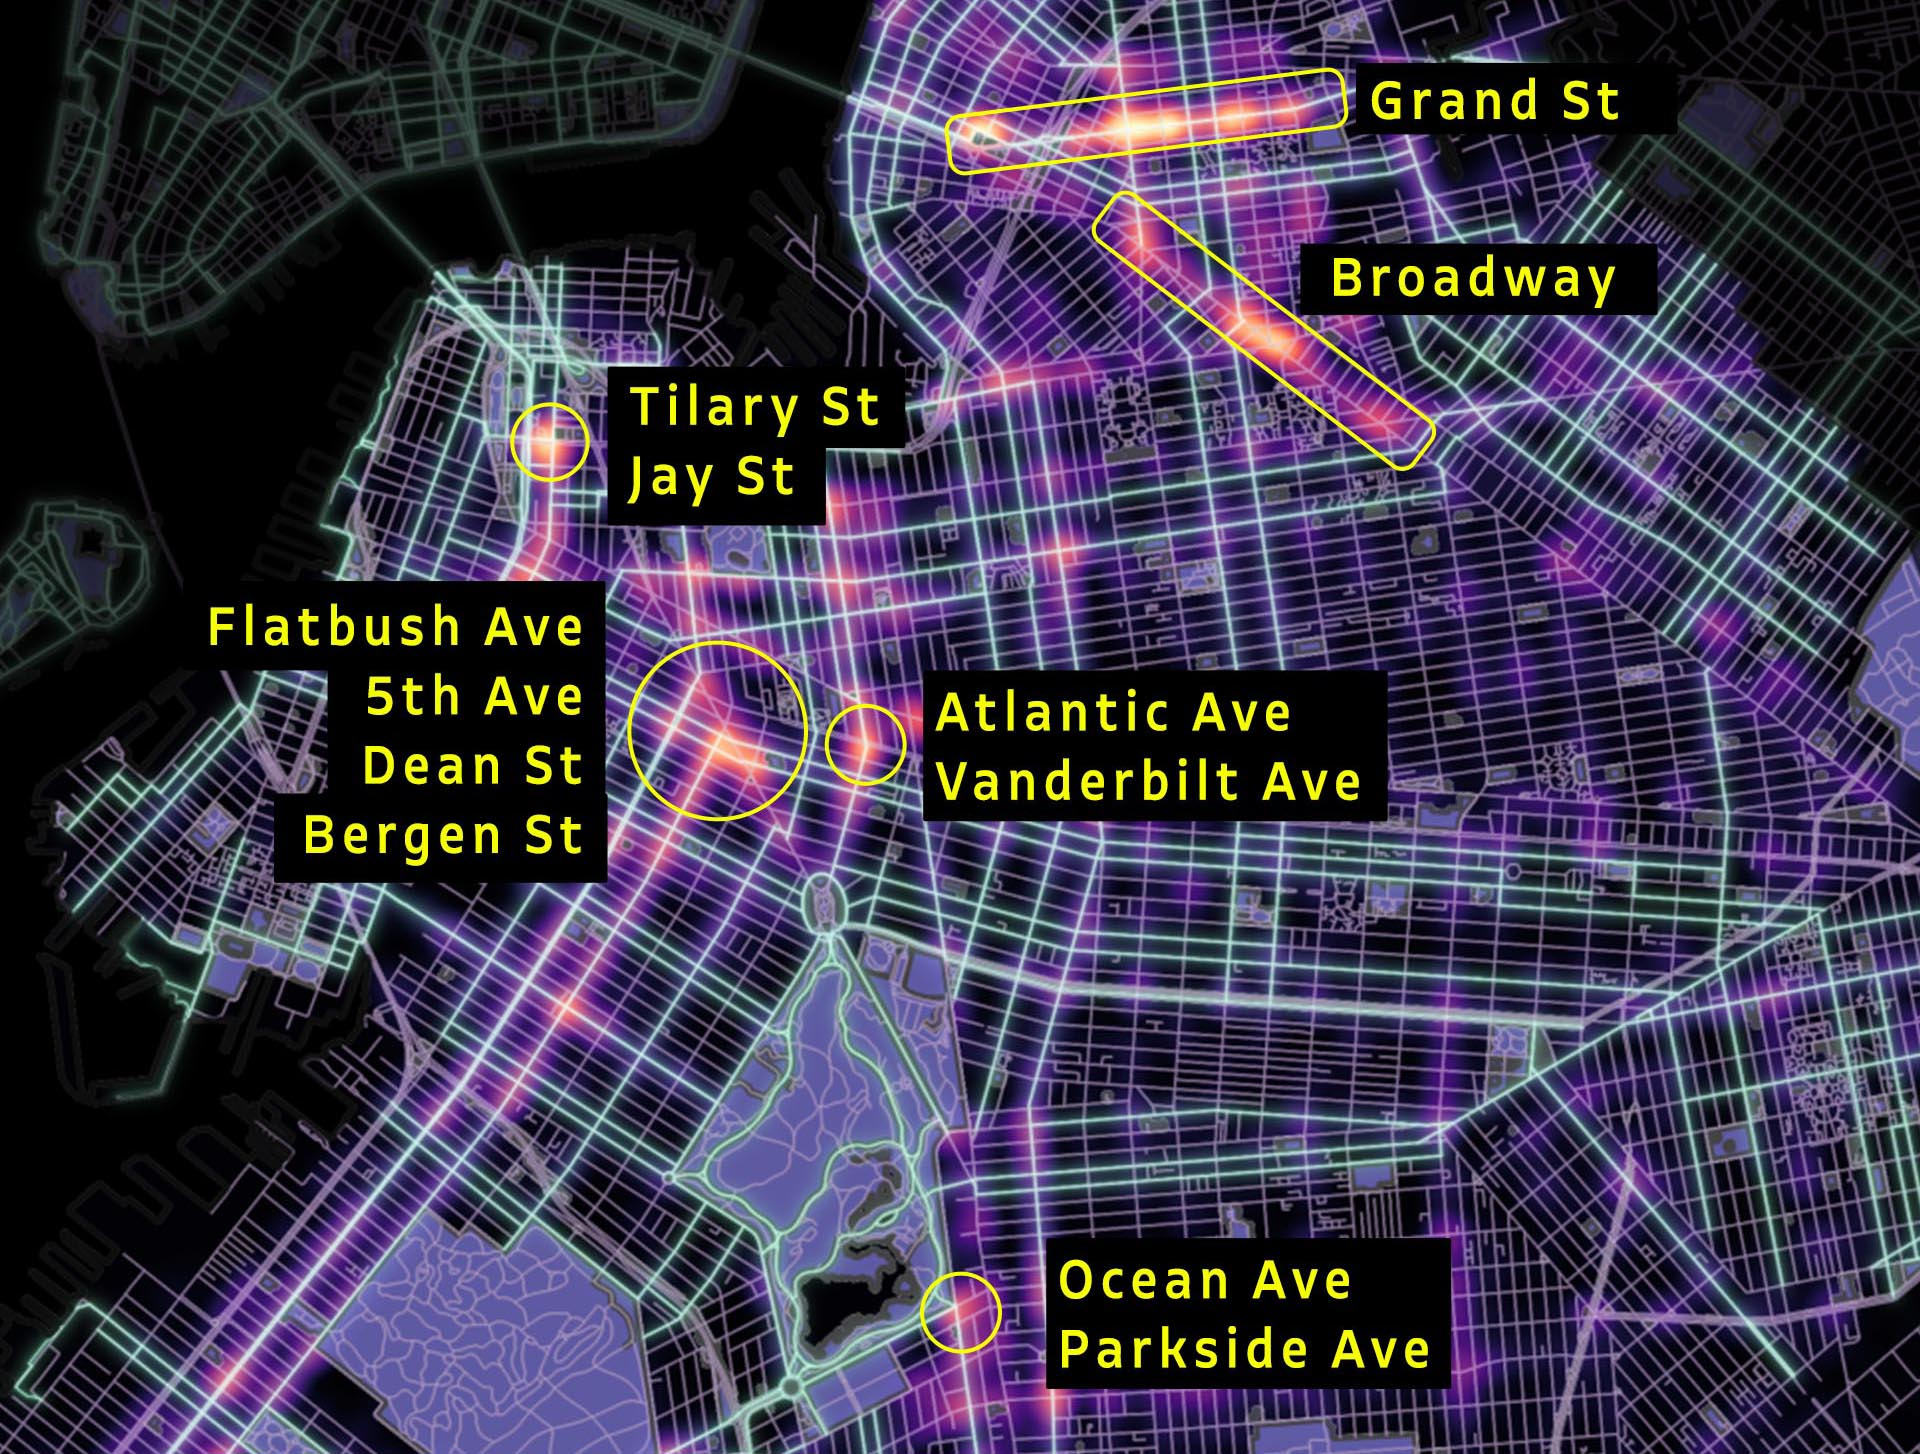 Grand St
Broadway
Tilary St
Jay St
Flatbush Ave
5th Ave
Dean St
Bergen St
Atlantic Ave
Vanderbilt Ave
Ocean Ave
Parkside Ave